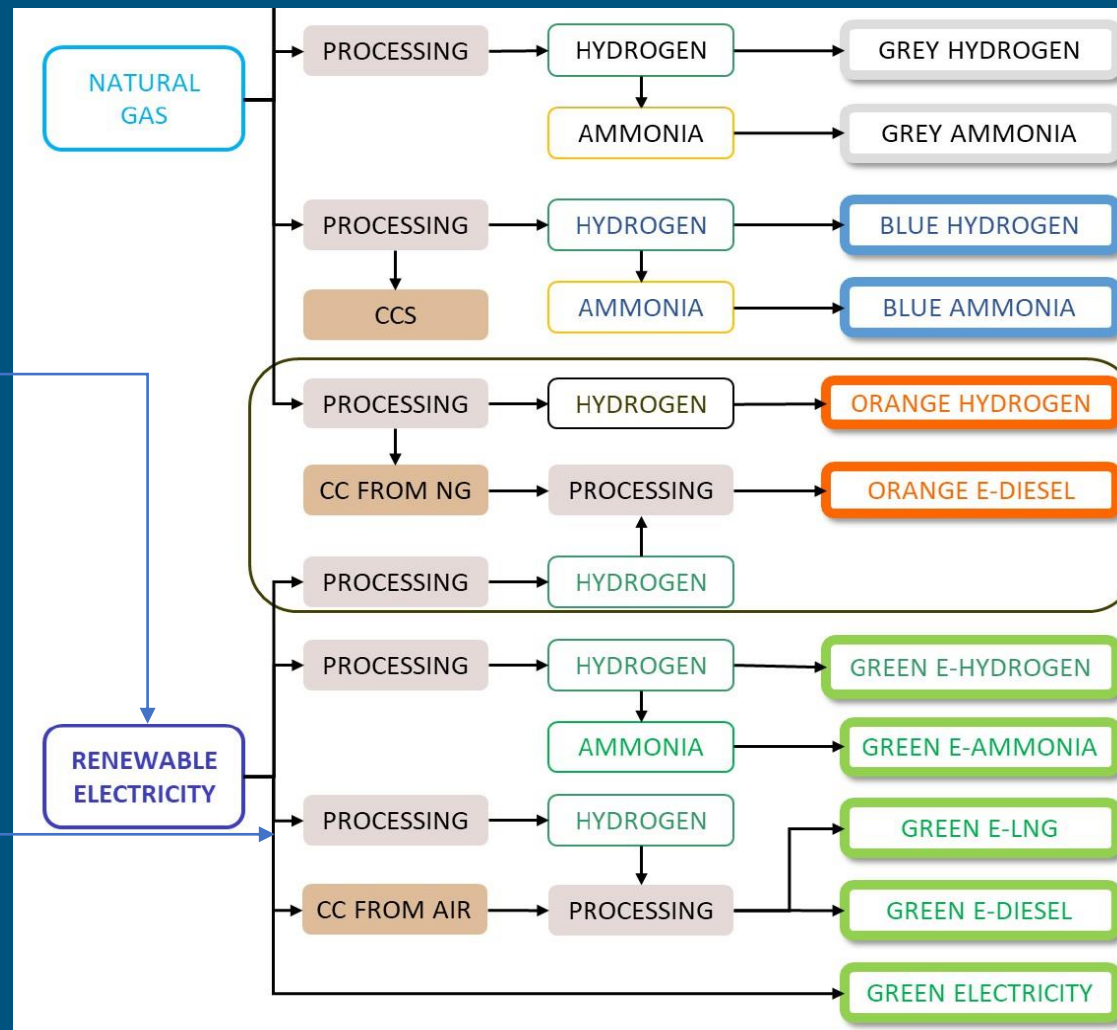 PROCESSING HYDROGEN GREY HYDROGEN
NATURAL
GAS
AMMONIA GREY AMMONIA
PROCESSING HYDROGEN BLUE HYDROGEN
CCS AMMONIA BLUE AMMONIA
PROCESSING HYDROGEN ORANGE HYDROGEN
CC FROM NG PROCESSING ORANGE E-DIESEL
PROCESSING HYDROGEN
PROCESSING HYDROGEN GREEN E-HYDROGEN
AMMONIA GREEN E-AMMONIA
RENEWABLE
ELECTRICITY
PROCESSING HYDROGEN GREEN E-LNG
CC FROM AIR PROCESSING GREEN E-DIESEL
GREEN ELECTRICITY